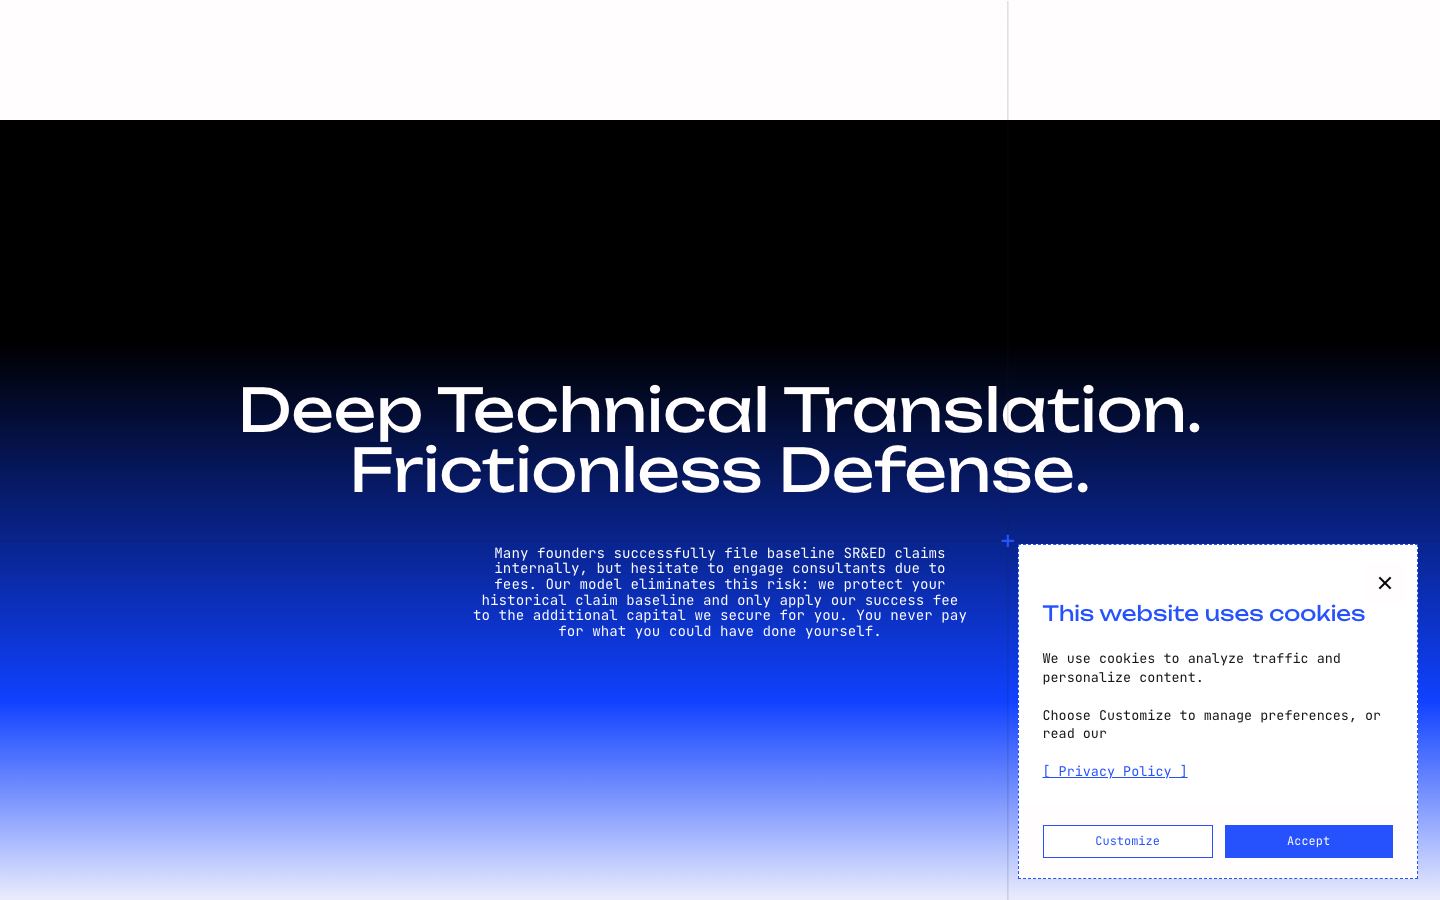 Deep Technical Translation.
Frictionless Defense.
Many founders successfully file baseline SR&ED claims
internally, but hesitate to engage consultants due to
fees. Our model eliminates this risk: we protect your
historical claim baseline and only apply our success fee
to the additional capital we secure for you. You never pay
for what you could have done yourself.
This website uses cookies
We use cookies to analyze traffic and
personalize content.
Choose Customize to manage preferences, or
read our
[ Privacy Policy ]
Customize
Accept